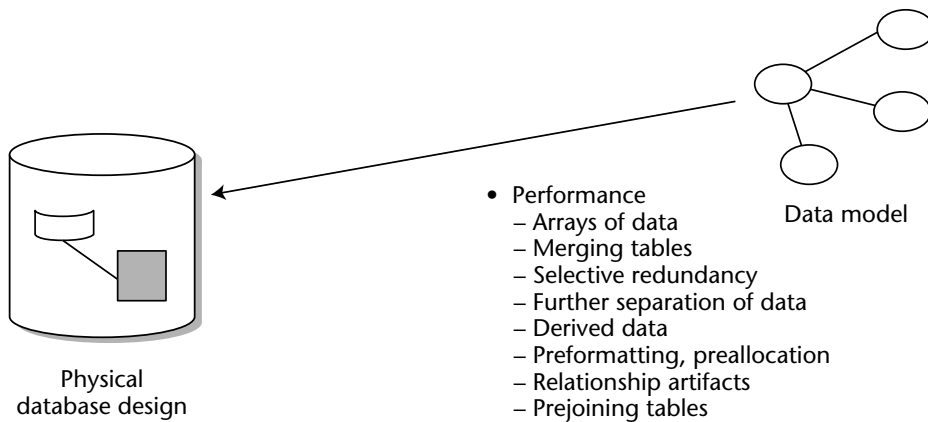 • Performance
– Arrays of data
– Merging tables
– Selective redundancy
– Further separation of data
– Derived data
– Preformatting, preallocation
– Relationship artifacts
– Prejoining tables
Data model
Physical
database design